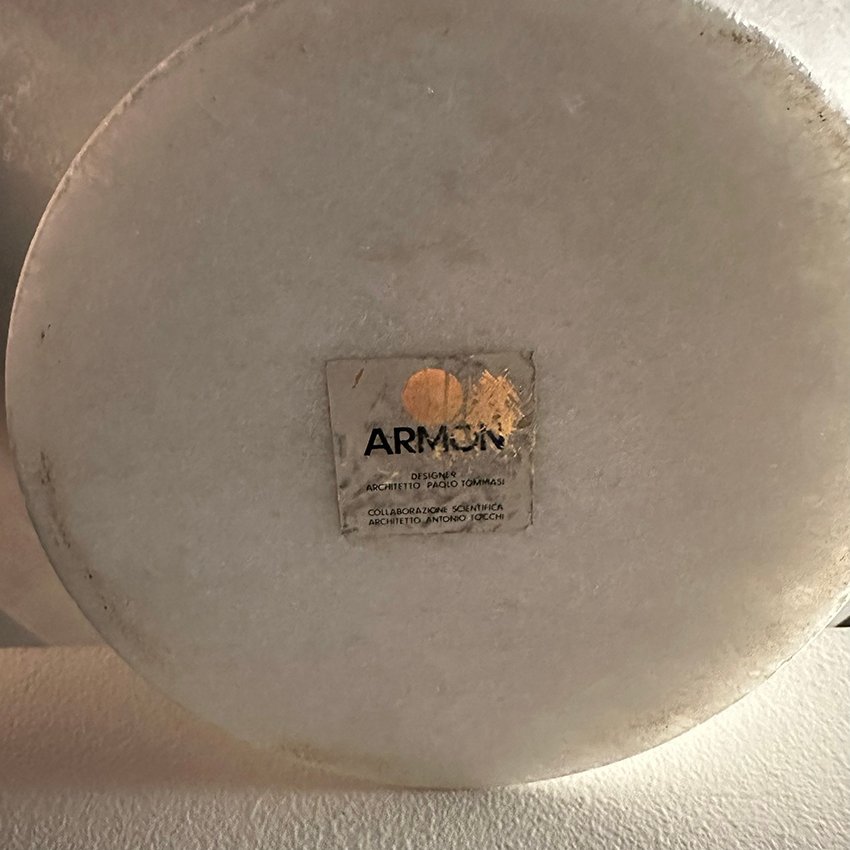 ARMON
DESIGNER
ARCHITETTO PAOLO TOMMASI
COLLABORAZIONE SCIENTIFICA
ARCHITETTO ANTONIO TOCCHI